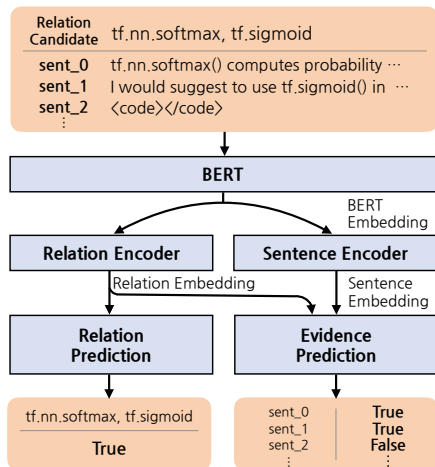 Relation Candidate tf.nn.softmax, tf.sigmoid
sent_0 tf.nn.softmax() computes probability ⋯
sent_1 I would suggest to use tf.sigmoid() in ⋯
sent_2 <code></code>
⋮
BERT
BERT Embedding
Relation Encoder Sentence Encoder
Relation Embedding Sentence Embedding
Relation Prediction Evidence Prediction
tf.nn.softmax, tf.sigmoid
True
sent_0 True
sent_1 True
sent_2 False
⋮ ⋮